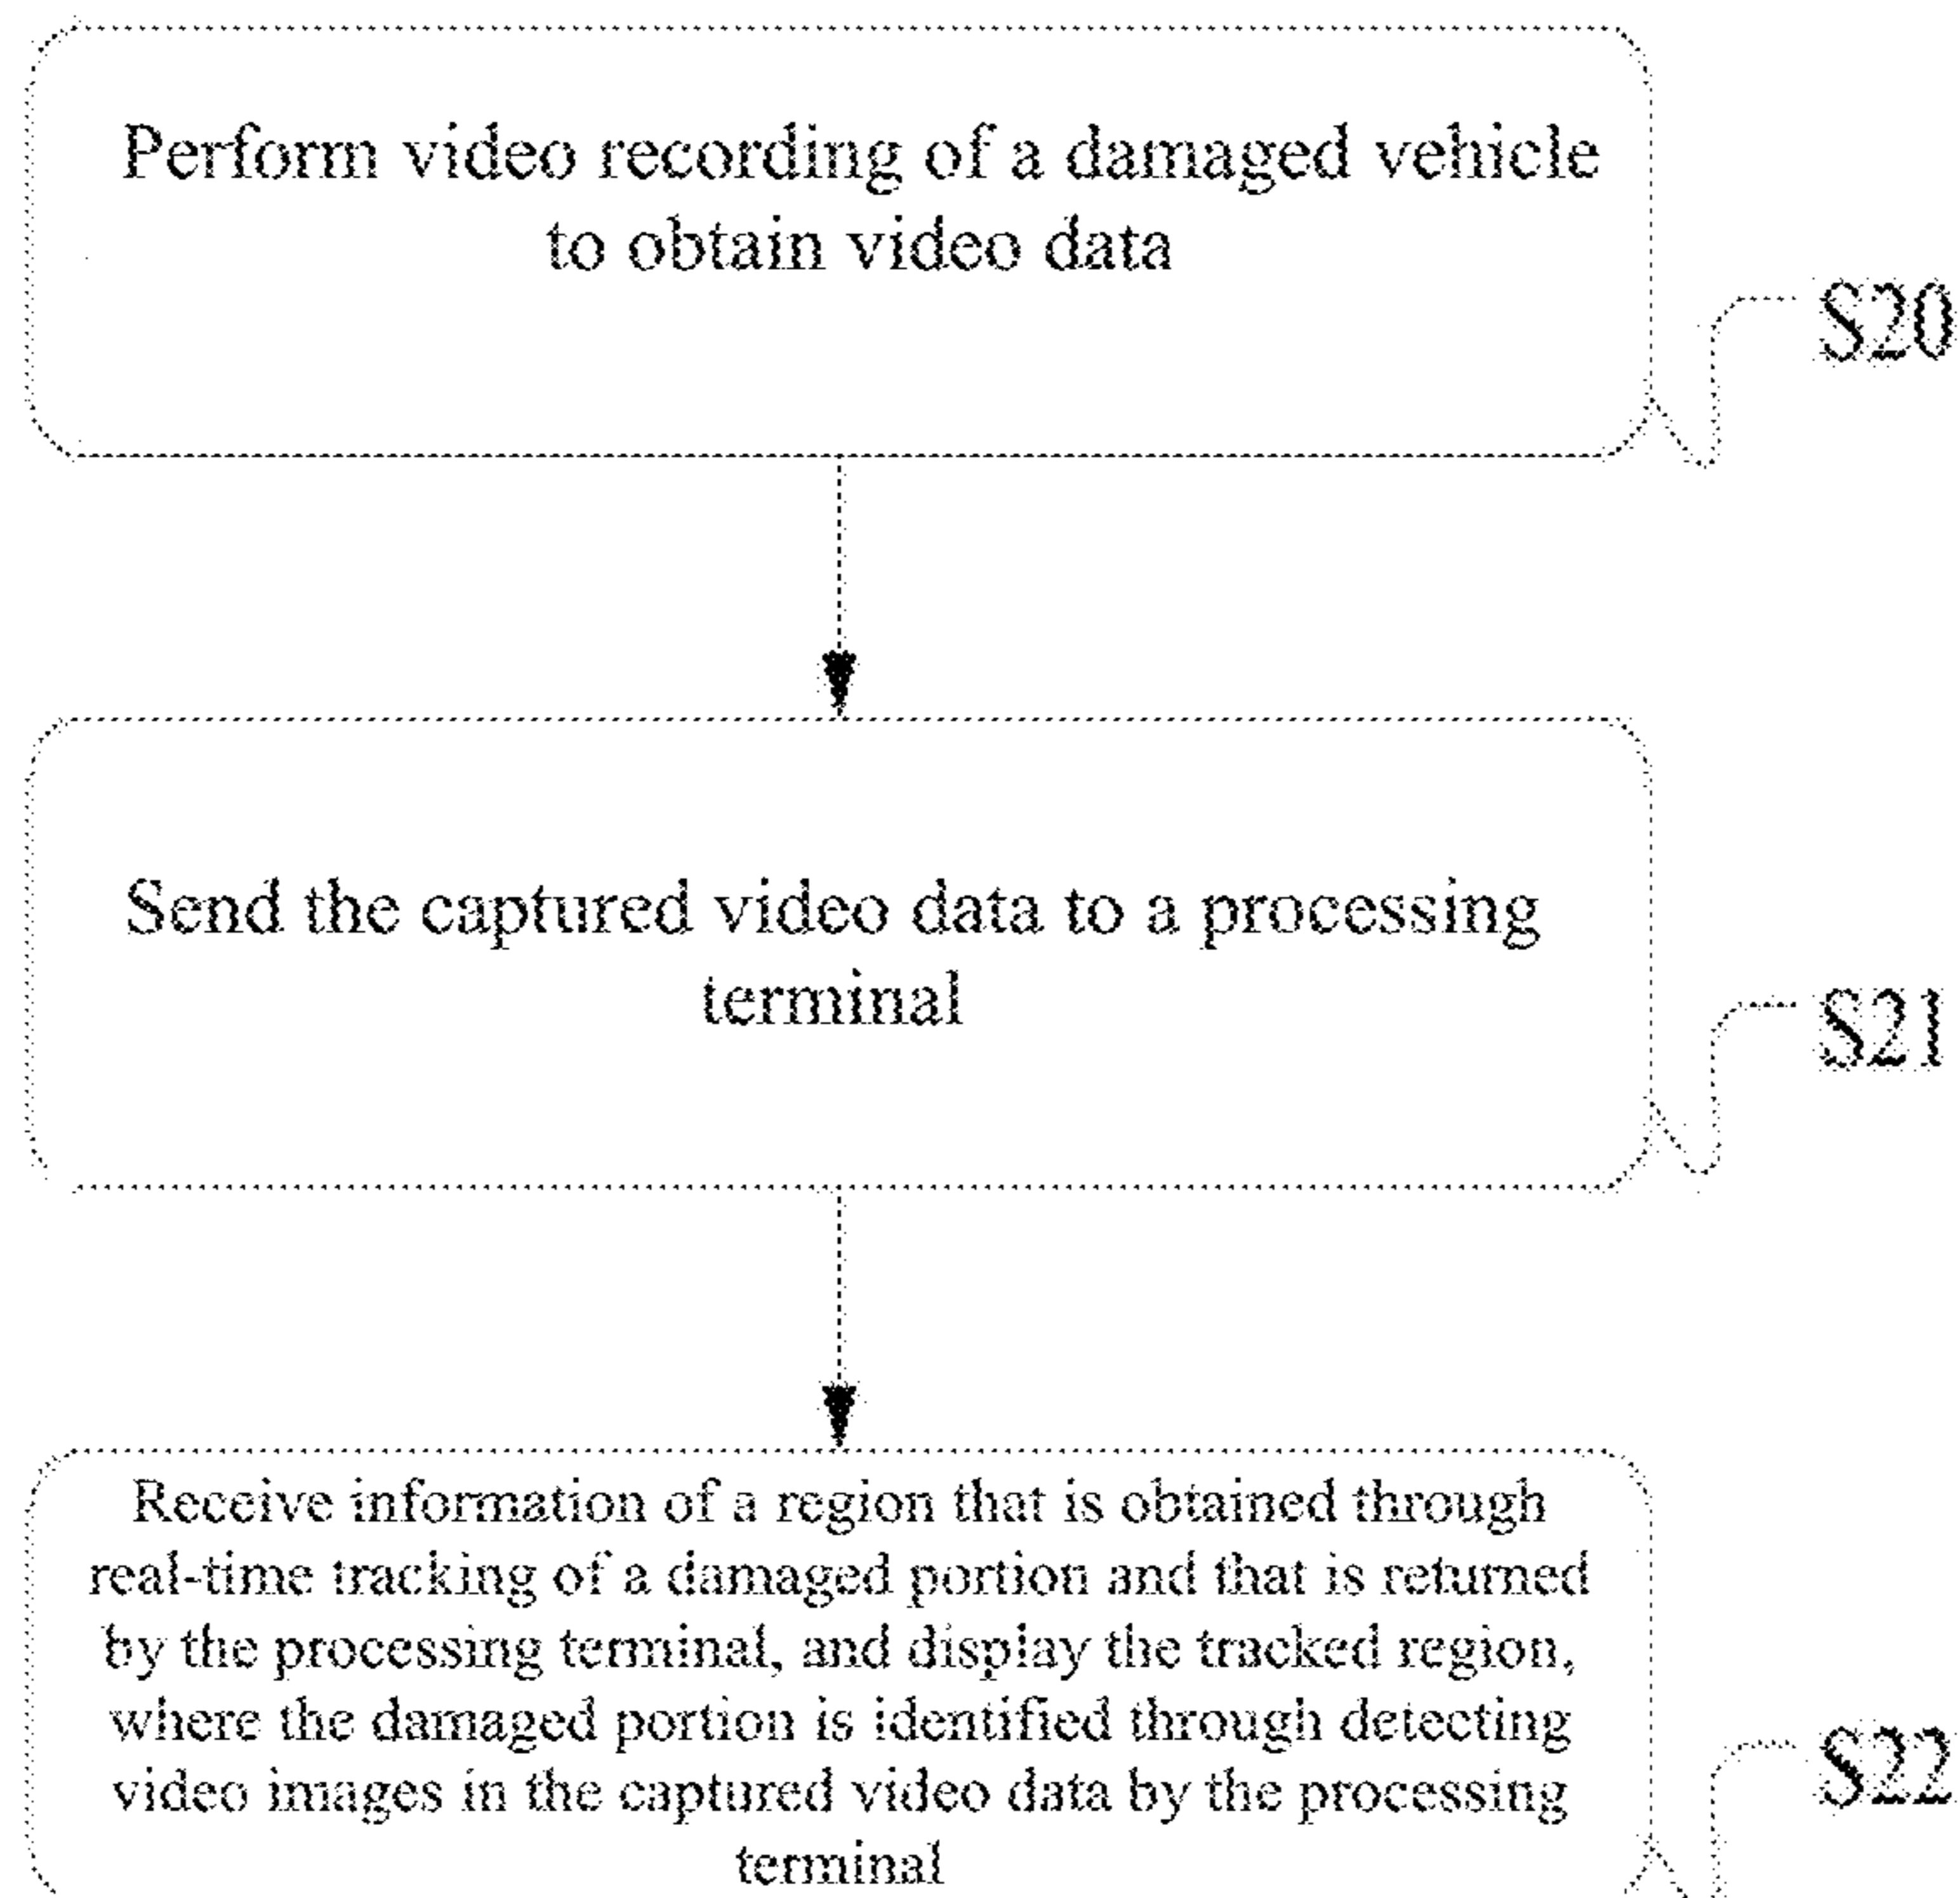 Perform video recording of a damaged vehicle
to obtain video data
S20
Send the captured video data to a processing
terminal
S21
Receive information of a region that is obtained through
real-time tracking of a damaged portion and that is returned
by the processing terminal, and display the tracked region,
where the damaged portion is identified through detecting
video images in the captured video data by the processing
terminal
S22